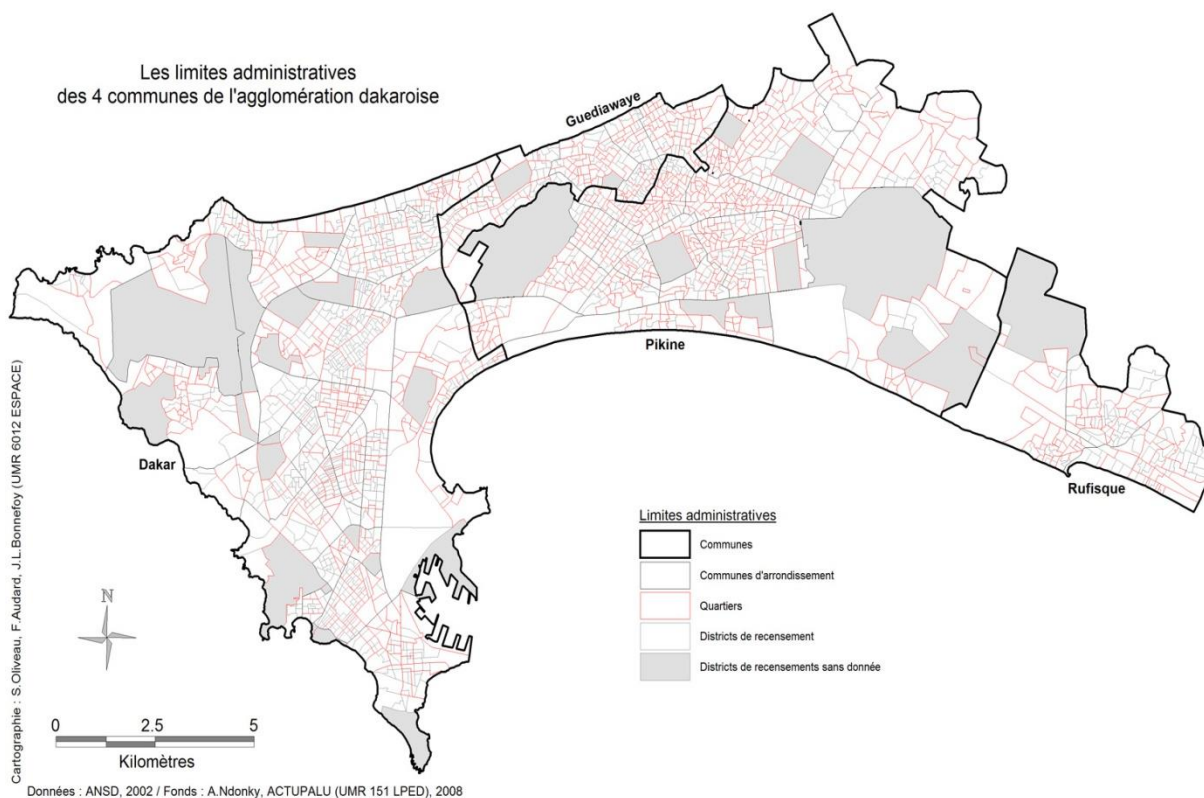 Les limites administratives
des 4 communes de l'agglomération dakaroise
Guediawaye
Pikine
Dakar
Rufisque
Limites administratives
Communes
Communes d'arrondissement
Quartiers
Districts de recensement
Districts de recensements sans donnée
N
0 2.5 5
Kilomètres
Cartographie : S.Oliveau, F.Audard, J.L.Bonnefoy (UMR 6012 ESPACE)
Données : ANSD, 2002 / Fonds : A.Ndonky, ACTUPALU (UMR 151 LPED), 2008